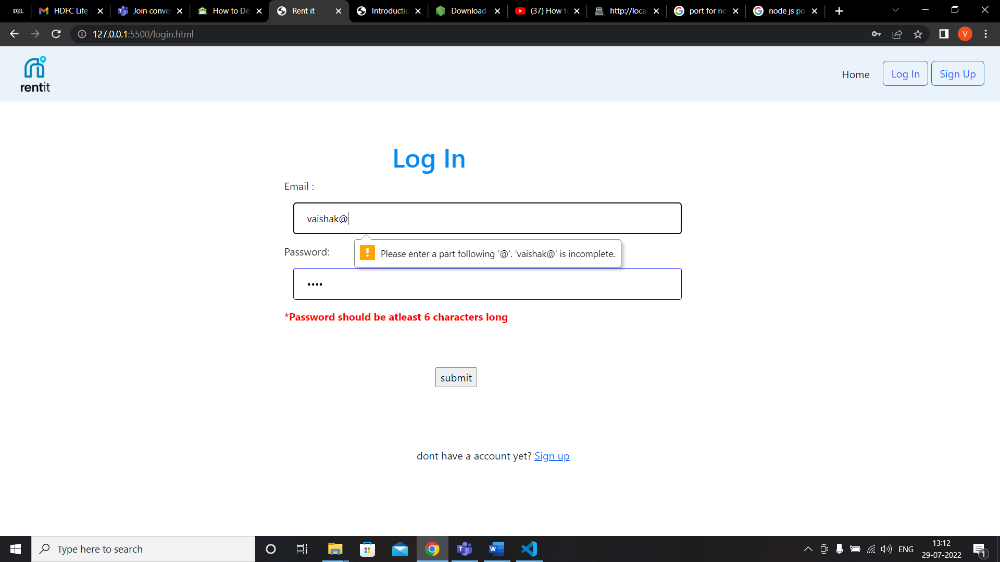 D2L HDFC Life Join conver How to De Rent it Introductio Download (37) How t http://local port for no node js po
127.0.0.1:5500/login.html V
rentit
Home Log In Sign Up
Log In
Email :
vaishak@
Please enter a part following '@'. 'vaishak@' is incomplete.
Password:
••••
*Password should be atleast 6 characters long
submit
dont have a account yet? Sign up
Type here to search
ENG
13:12
29-07-2022
1